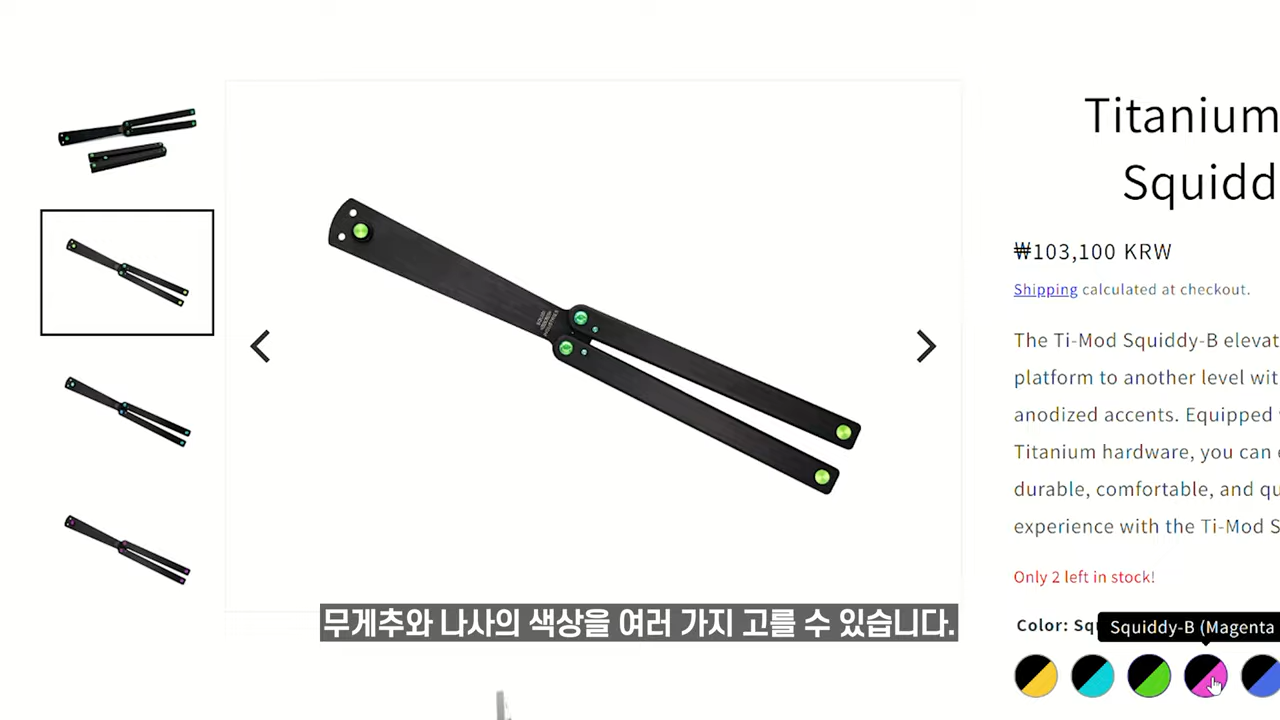 Titanium
Squidd
₩103,100 KRW
Shipping calculated at checkout.
The Ti-Mod Squiddy-B elevat
platform to another level wit
anodized accents. Equipped
Titanium hardware, you can
durable, comfortable, and qu
experience with the Ti-Mod S
Only 2 left in stock!
무게추와 나사의 색상을 여러 가지 고를 수 있습니다.
Color: Squ
Squiddy-B (Magenta